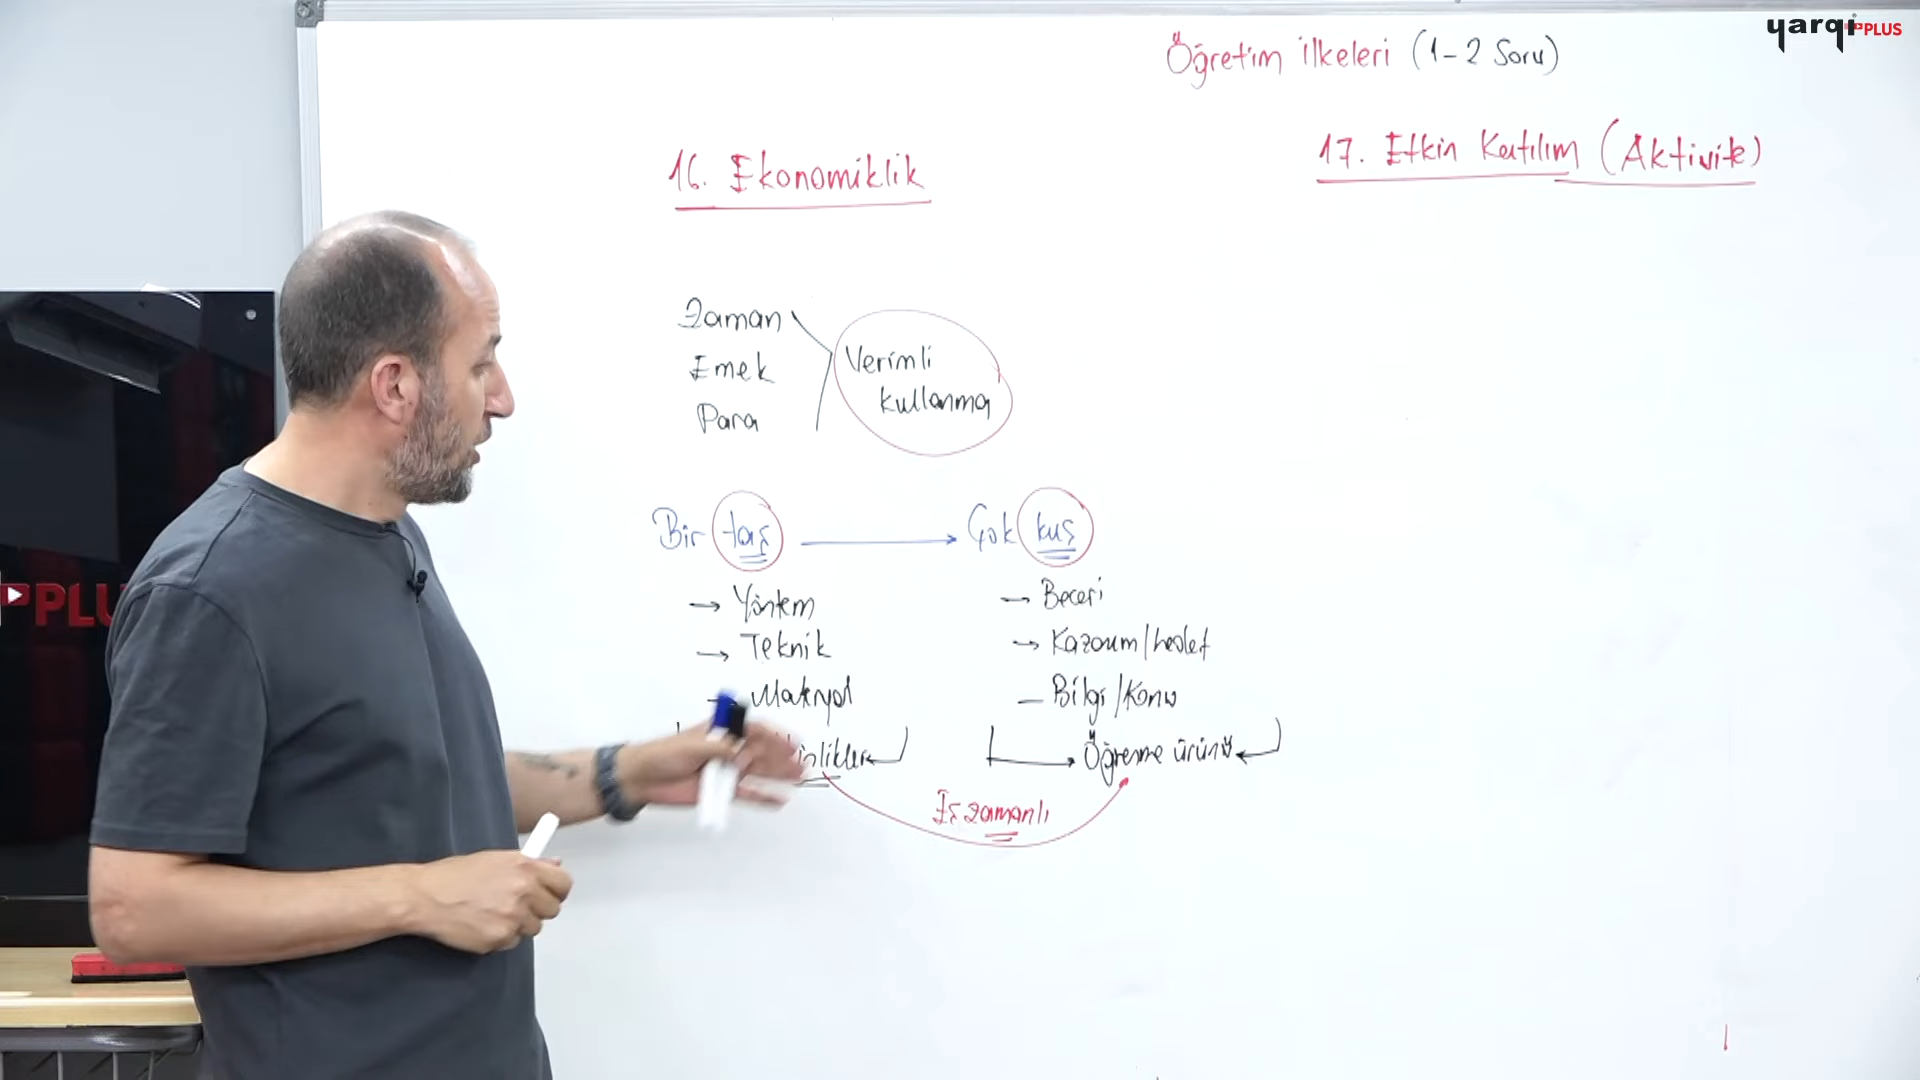 yargı PLUS
Öğretim ilkeleri (1-2 Soru)
16. Ekonomiklik
17. Etkin Katılım (Aktivite)
Zaman
Emek
Para
Verimli
kullanma
Bir taş → Çok kuş
→ Yöntem
→ Teknik
Materyal
→ Beceri
→ Kazanım/hedef
– Bilgi/Konu
Öğrenme ürünü
Eş zamanlı
PLU